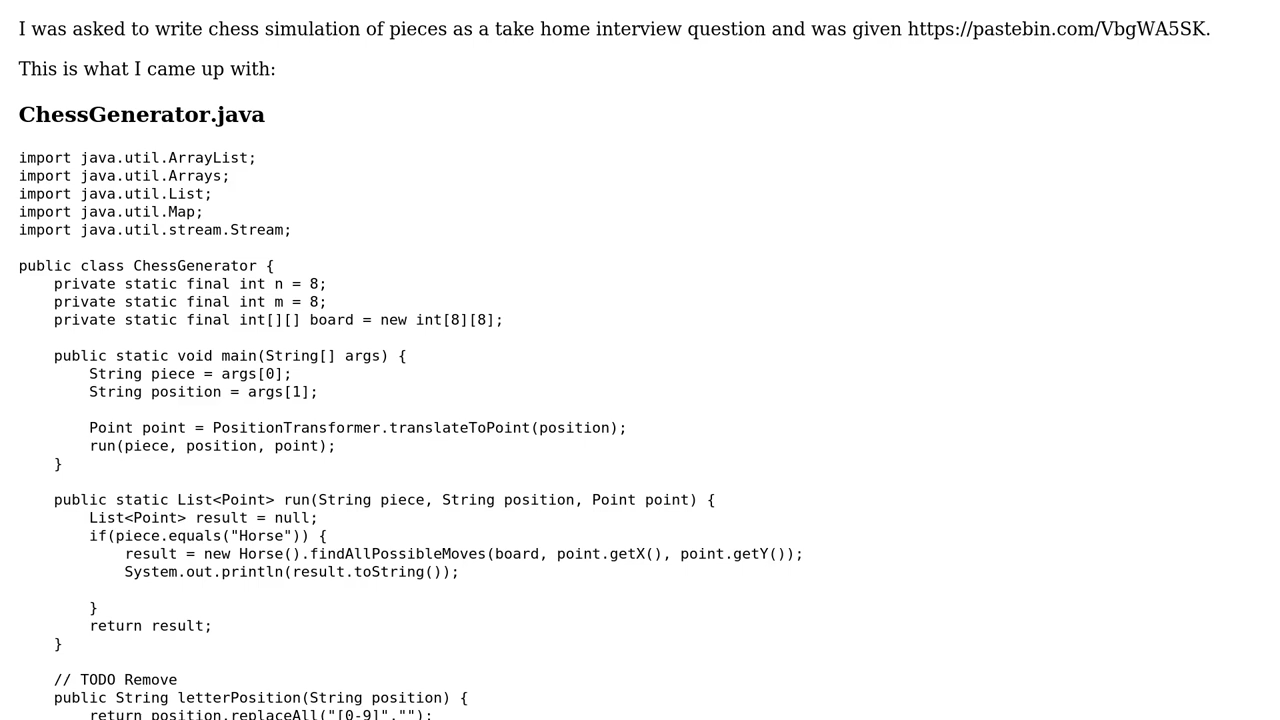 I was asked to write chess simulation of pieces as a take home interview question and was given https://pastebin.com/VbgWA5SK.
This is what I came up with:
ChessGenerator.java
import java.util.ArrayList;
import java.util.Arrays;
import java.util.List;
import java.util.Map;
import java.util.stream.Stream;
public class ChessGenerator {
    private static final int n = 8;
    private static final int m = 8;
    private static final int[][] board = new int[8][8];
    public static void main(String[] args) {
        String piece = args[0];
        String position = args[1];
        Point point = PositionTransformer.translateToPoint(position);
        run(piece, position, point);
    }
    public static List<Point> run(String piece, String position, Point point) {
        List<Point> result = null;
        if(piece.equals("Horse")) {
            result = new Horse().findAllPossibleMoves(board, point.getX(), point.getY());
            System.out.println(result.toString());
        }
        return result;
    }
    // TODO Remove
    public String letterPosition(String position) {
        return position.replaceAll("[0-9]","");